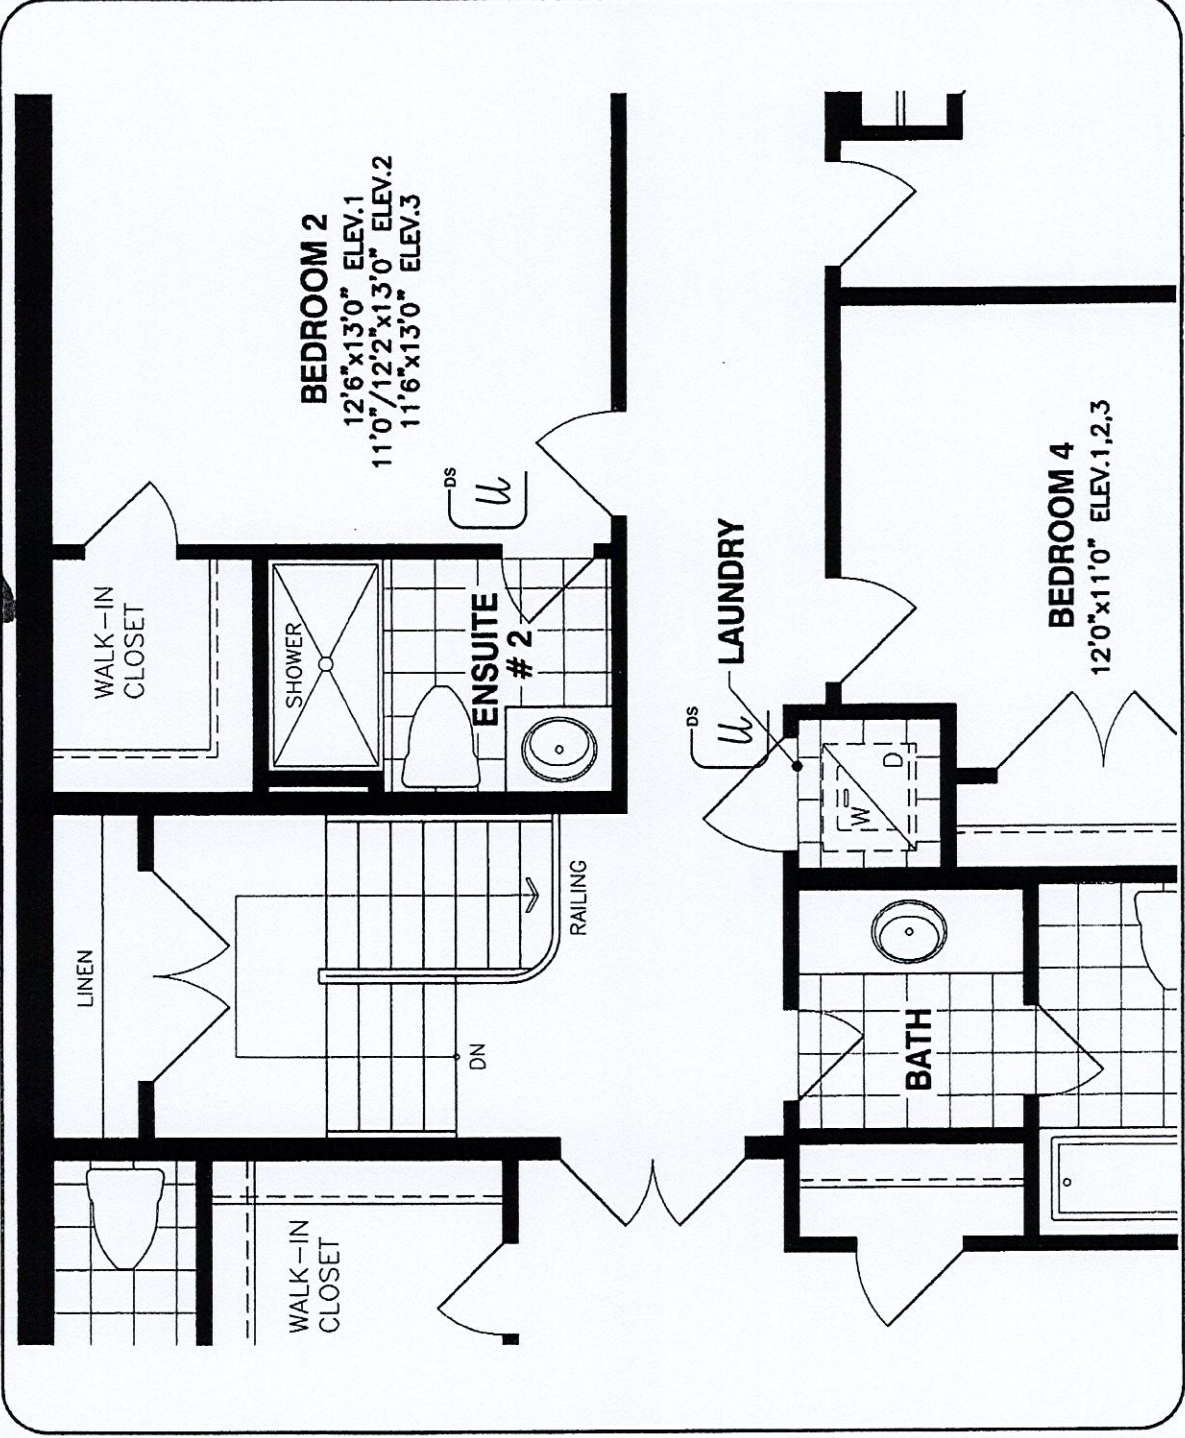 BEDROOM 2
12'6"x13'0" ELEV.1
11'0"/12'2"x13'0" ELEV.2
11'6"x13'0" ELEV.3
WALK-IN
CLOSET
SHOWER
ENSUITE
# 2
DS
LAUNDRY
DS
W
D
BEDROOM 4
12'0"x11'0" ELEV.1,2,3
LINEN
RAILING
DN
BATH
WALK-IN
CLOSET